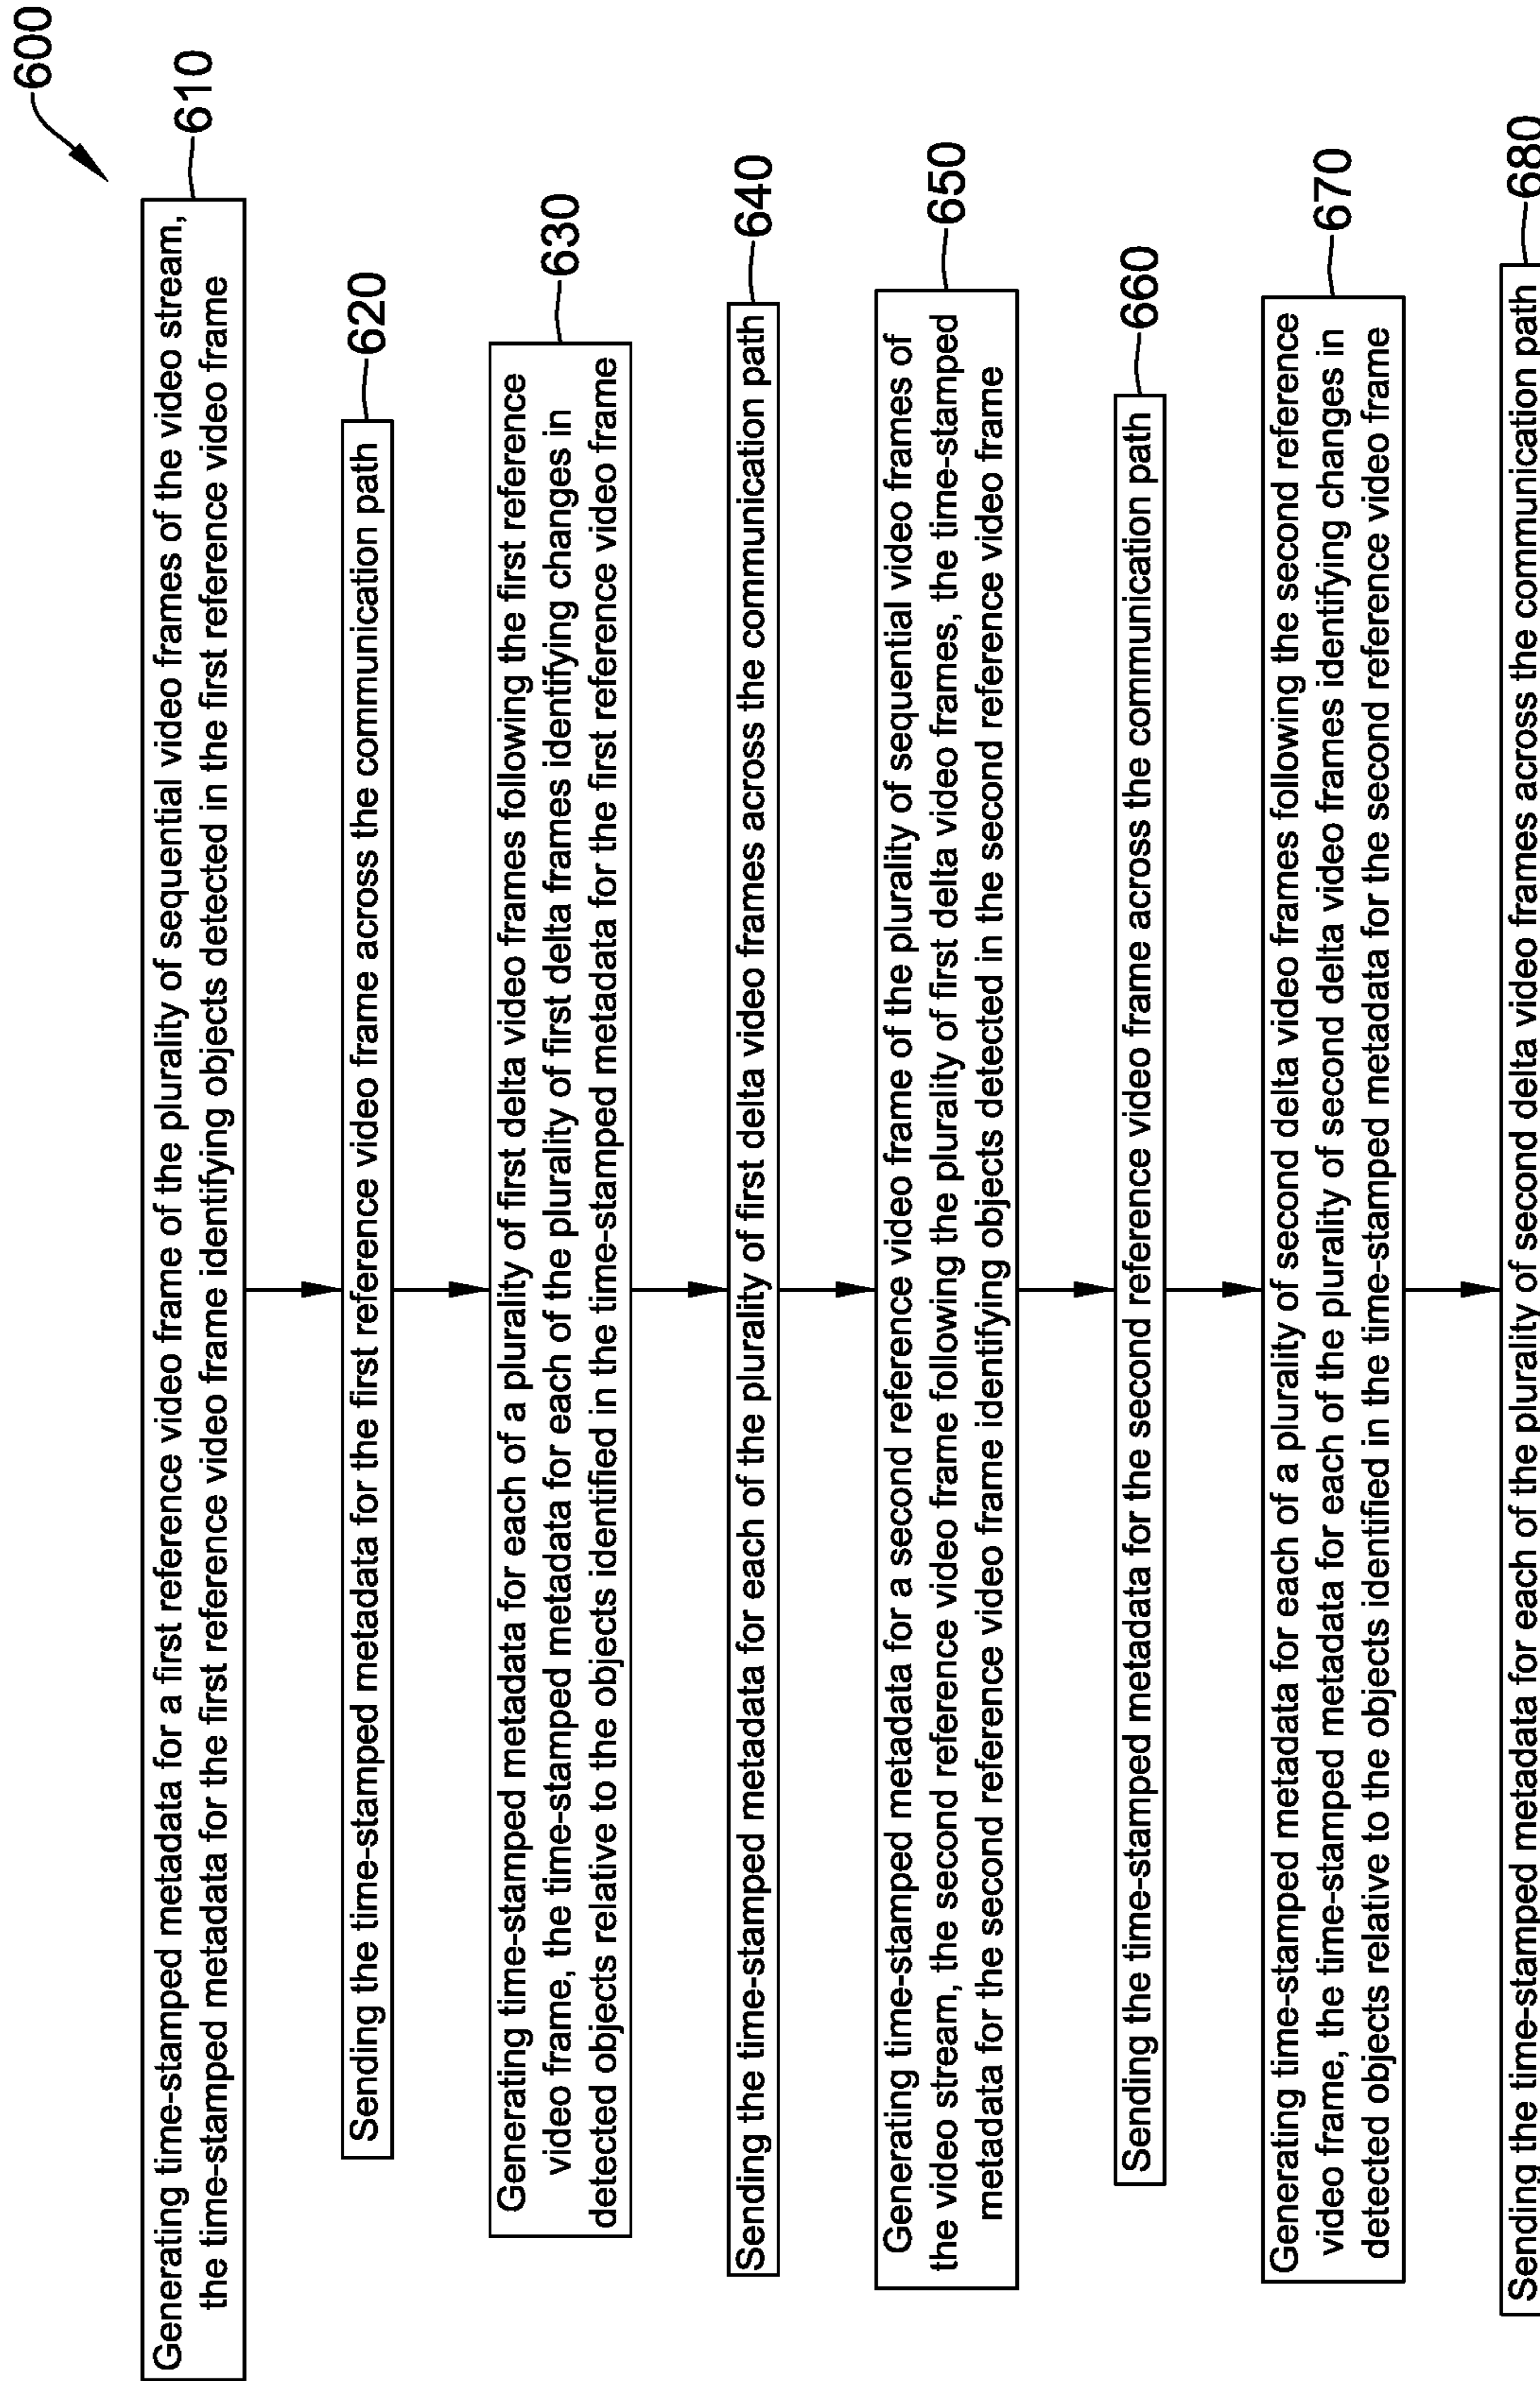 600
Generating time-stamped metadata for a first reference video frame of the plurality of sequential video frames of the video stream,
the time-stamped metadata for the first reference video frame identifying objects detected in the first reference video frame
610
Sending the time-stamped metadata for the first reference video frame across the communication path
620
Generating time-stamped metadata for each of a plurality of first delta video frames following the first reference
video frame, the time-stamped metadata for each of the plurality of first delta frames identifying changes in
detected objects relative to the objects identified in the time-stamped metadata for the first reference video frame
630
Sending the time-stamped metadata for each of the plurality of first delta video frames across the communication path
640
Generating time-stamped metadata for a second reference video frame of the plurality of sequential video frames of
the video stream, the second reference video frame following the plurality of first delta video frames, the time-stamped
metadata for the second reference video frame identifying objects detected in the second reference video frame
650
Sending the time-stamped metadata for the second reference video frame across the communication path
660
Generating time-stamped metadata for each of a plurality of second delta video frames following the second reference
video frame, the time-stamped metadata for each of the plurality of second delta video frames identifying changes in
detected objects relative to the objects identified in the time-stamped metadata for the second reference video frame
670
Sending the time-stamped metadata for each of the plurality of second delta video frames across the communication path
680